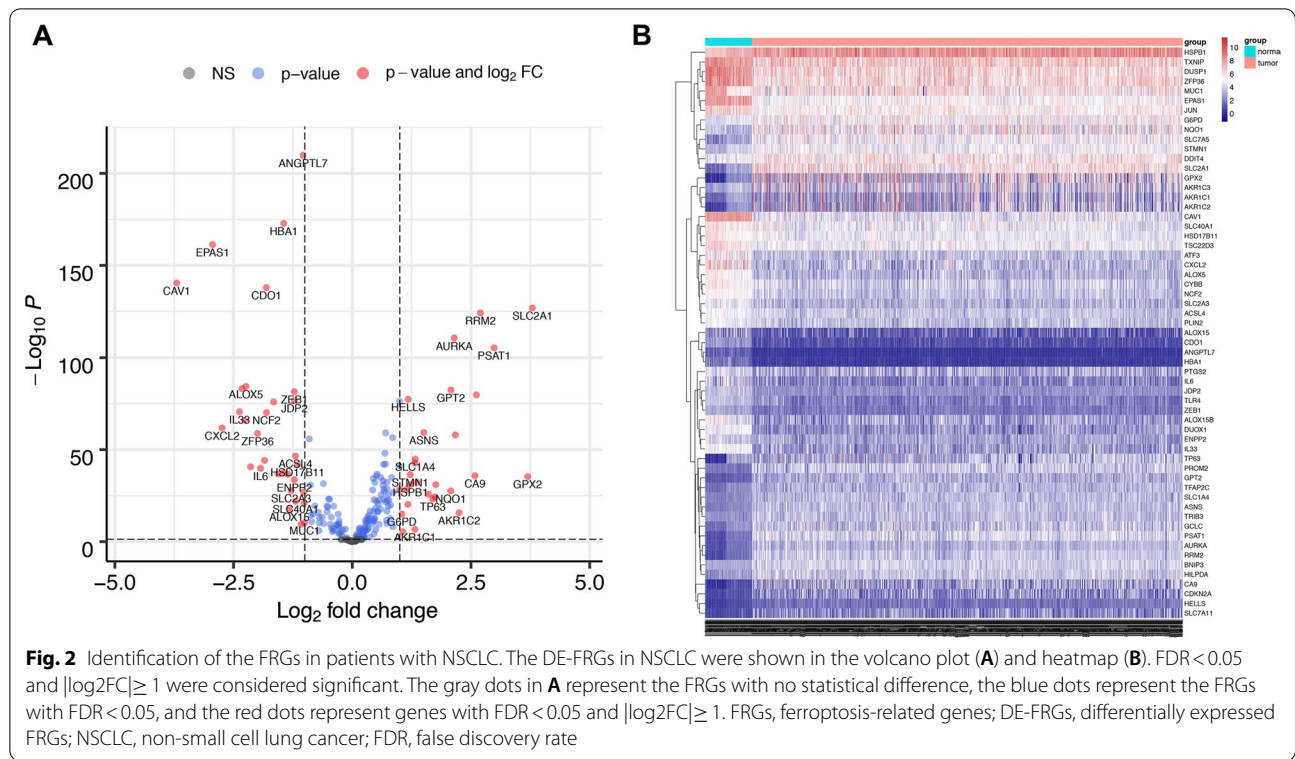 A
NS p-value p – value and log2 FC
ANGPTL7
200
HBA1
EPAS1
150
CAV1
CDO1
SLC2A1
RRM2
AURKA
PSAT1
100
ALOX5
ZEB1
GPT2
JDP2
HELLS
IL33 NCF2
CXCL2
ZFP36
ASNS
50
ACSL4
SLC1A4
IL6
HSD17B11
CA9
GPX2
ENPP2
STMN1
HSPB1
SLC2A3
NQO1
SLC40A1
TP63
ALOX15
G6PD
AKR1C2
MUC1
AKR1C1
0
−5.0 −2.5 0.0 2.5 5.0
Log2 fold change
− Log10 P
B
group
HSPB1
TXNIP
DUSP1
ZFP36
MUC1
EPAS1
JUN
G6PD
NQO1
SLC7A5
STMN1
DDIT4
SLC2A1
GPX2
AKR1C3
AKR1C1
AKR1C2
CAV1
SLC40A1
HSD17B11
TSC22D3
ATF3
CXCL2
ALOX5
CYBB
NCF2
SLC2A3
ACSL4
PLIN2
ALOX15
CDO1
ANGPTL7
HBA1
PTGS2
IL6
JDP2
TLR4
ZEB1
ALOX15B
DUOX1
ENPP2
IL33
TP63
PROM2
GPT2
TFAP2C
SLC1A4
ASNS
TRIB3
GCLC
PSAT1
AURKA
RRM2
BNIP3
HILPDA
CA9
CDKN2A
HELLS
SLC7A11
10
8
6
4
2
0
group
norma
tumor
Fig. 2 Identification of the FRGs in patients with NSCLC. The DE-FRGs in NSCLC were shown in the volcano plot (A) and heatmap (B). FDR < 0.05
and |log2FC| ≥ 1 were considered significant. The gray dots in A represent the FRGs with no statistical difference, the blue dots represent the FRGs
with FDR < 0.05, and the red dots represent genes with FDR < 0.05 and |log2FC| ≥ 1. FRGs, ferroptosis-related genes; DE-FRGs, differentially expressed
FRGs; NSCLC, non-small cell lung cancer; FDR, false discovery rate